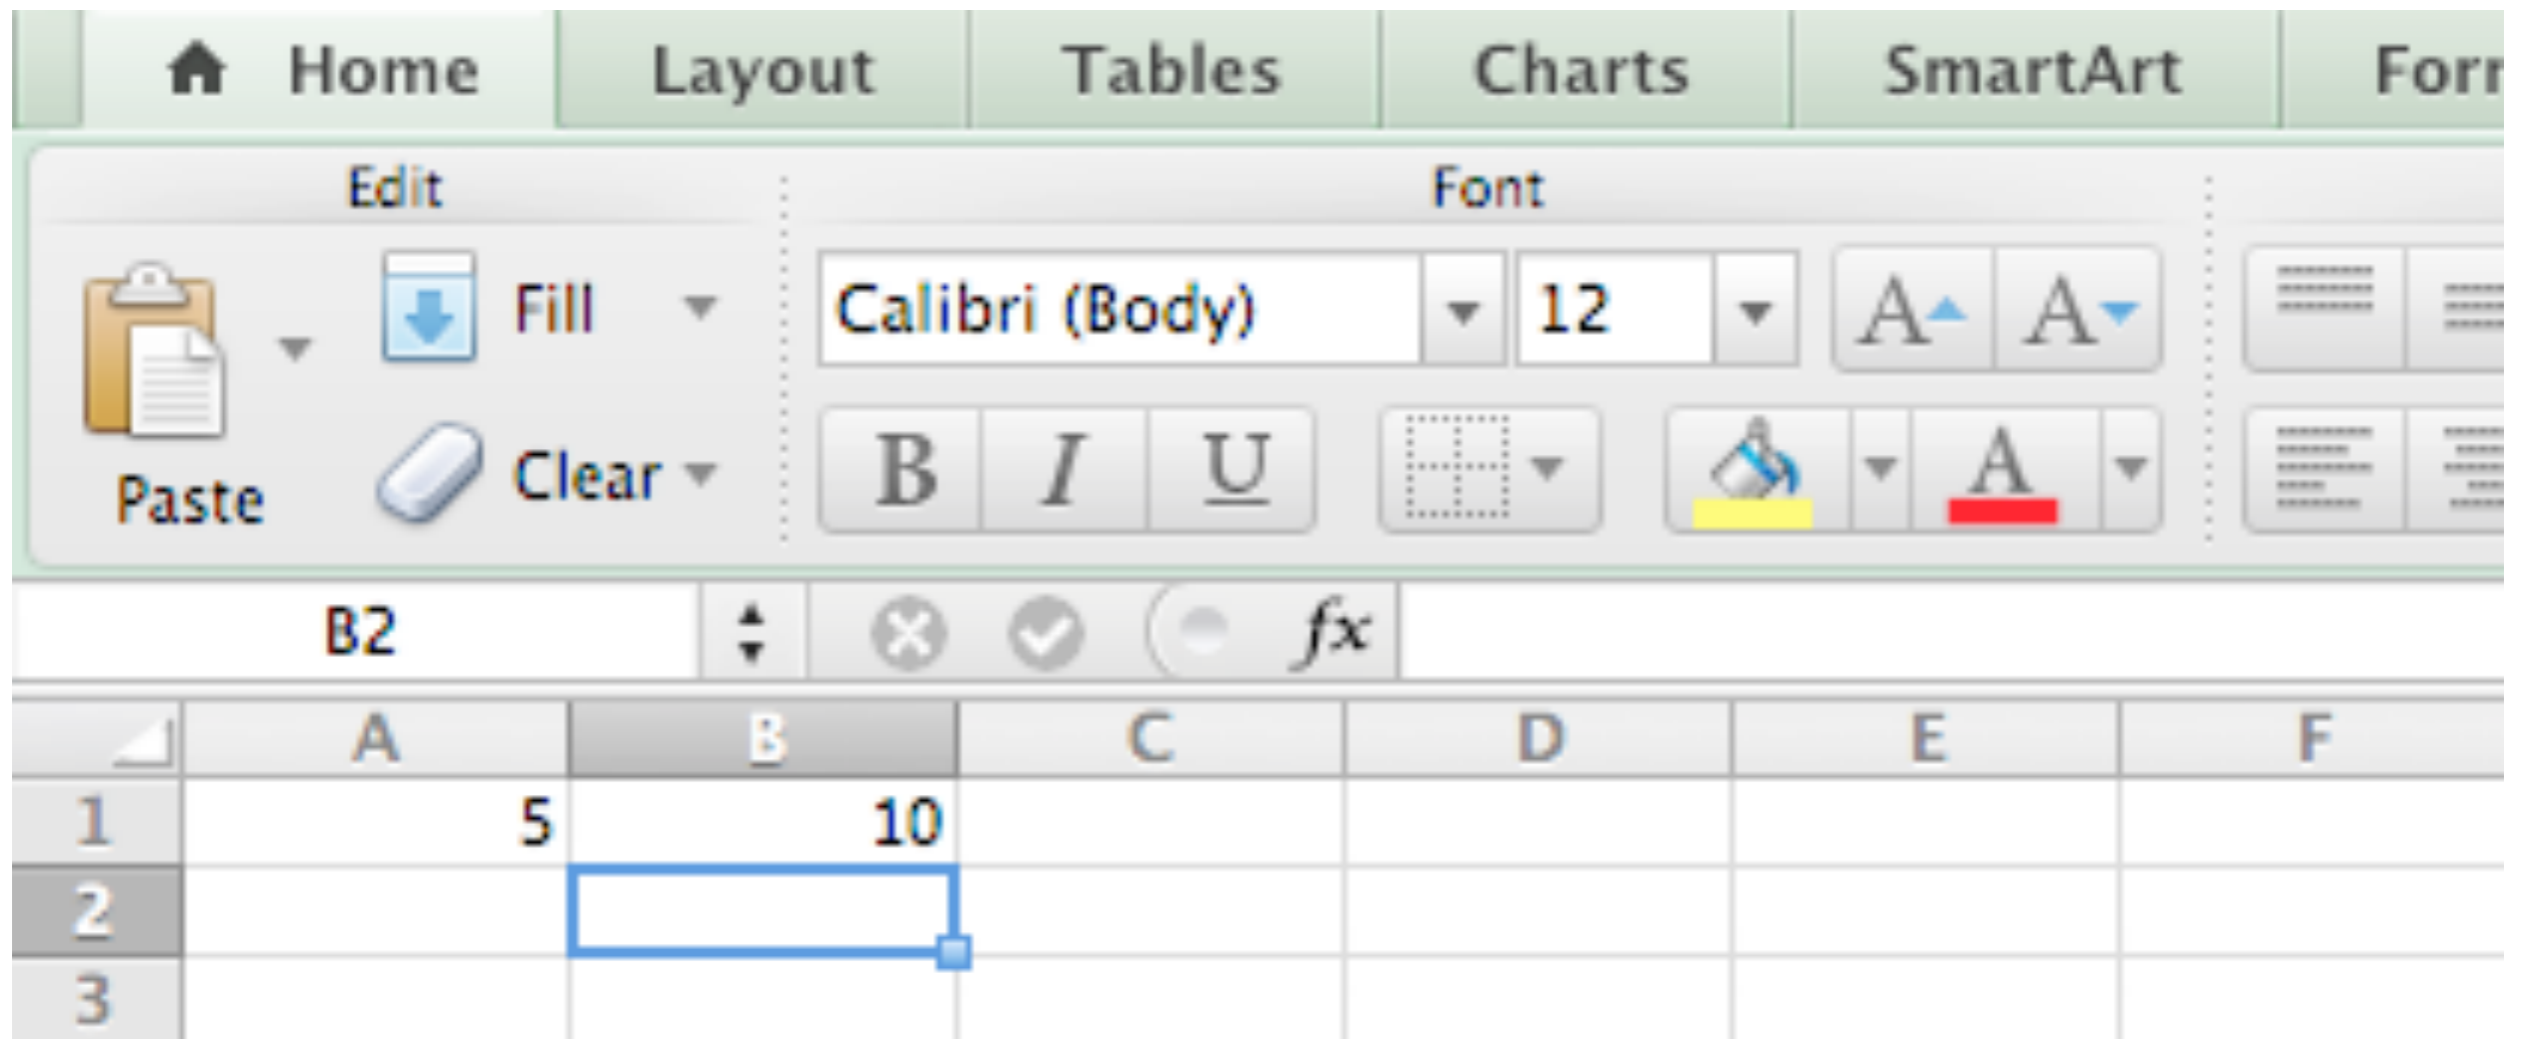 Home Layout Tables Charts SmartArt
Edit Font
Fill Calibri (Body) 12 A A
Paste Clear B I U A
B2 fx
A B C D E F
1 5 10
2
3